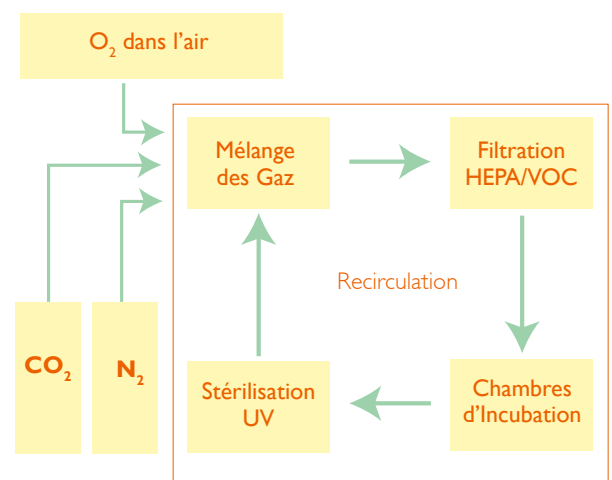 O₂ dans l'air
Mélange
des Gaz
Filtration
HEPA/VOC
Recirculation
CO₂
N₂
Stérilisation
UV
Chambres
d'Incubation